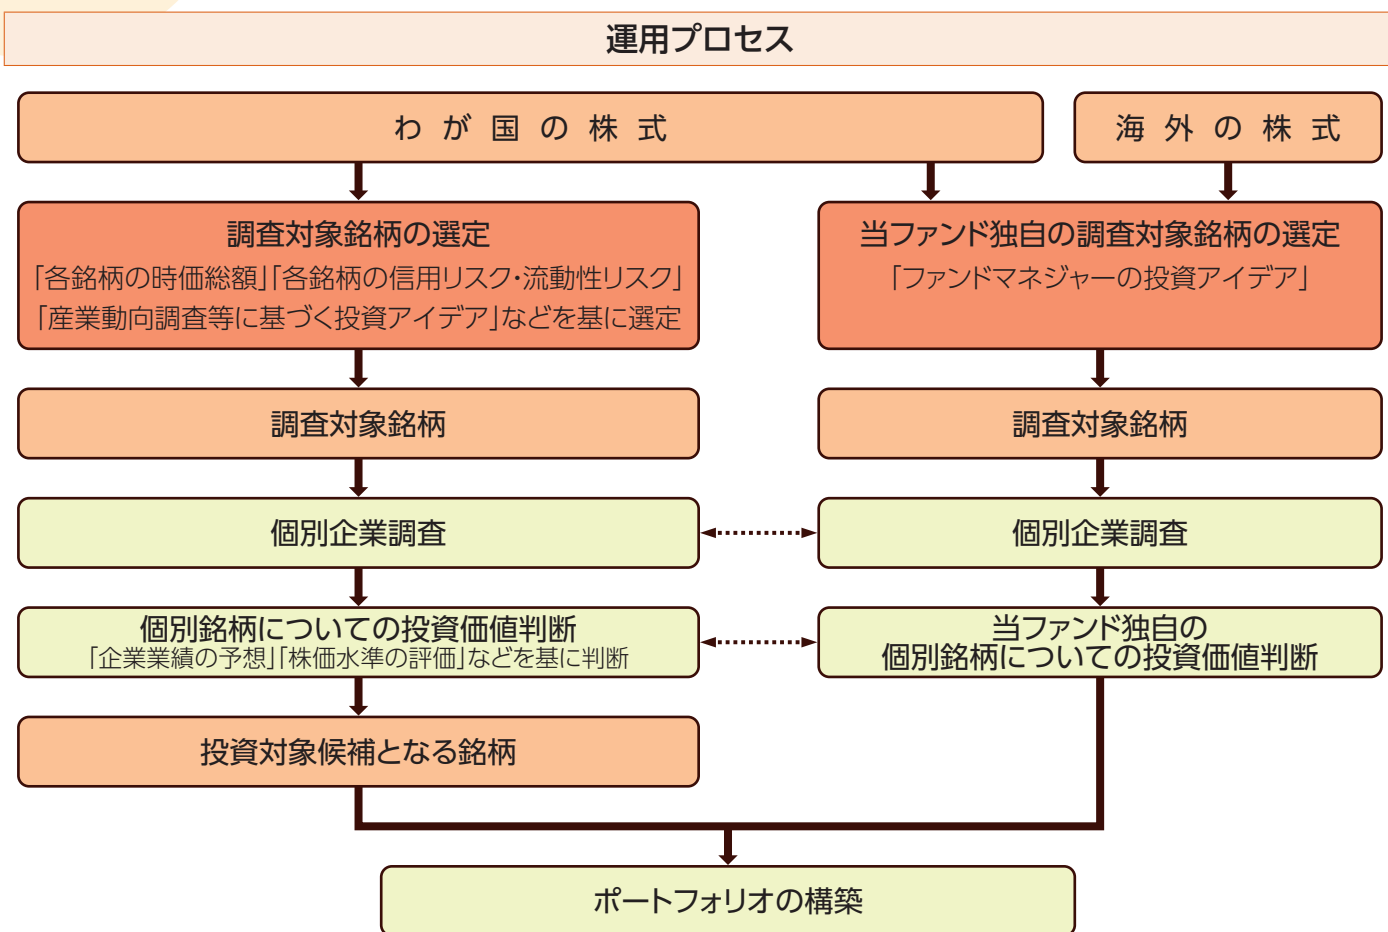 運用プロセス
わが国の株式
海外の株式
調査対象銘柄の選定
「各銘柄の時価総額」「各銘柄の信用リスク・流動性リスク」
「産業動向調査等に基づく投資アイデア」などを基に選定
当ファンド独自の調査対象銘柄の選定
「ファンドマネジャーの投資アイデア」
調査対象銘柄
調査対象銘柄
個別企業調査
個別企業調査
個別銘柄についての投資価値判断
「企業業績の予想」「株価水準の評価」などを基に判断
当ファンド独自の
個別銘柄についての投資価値判断
投資対象候補となる銘柄
ポートフォリオの構築